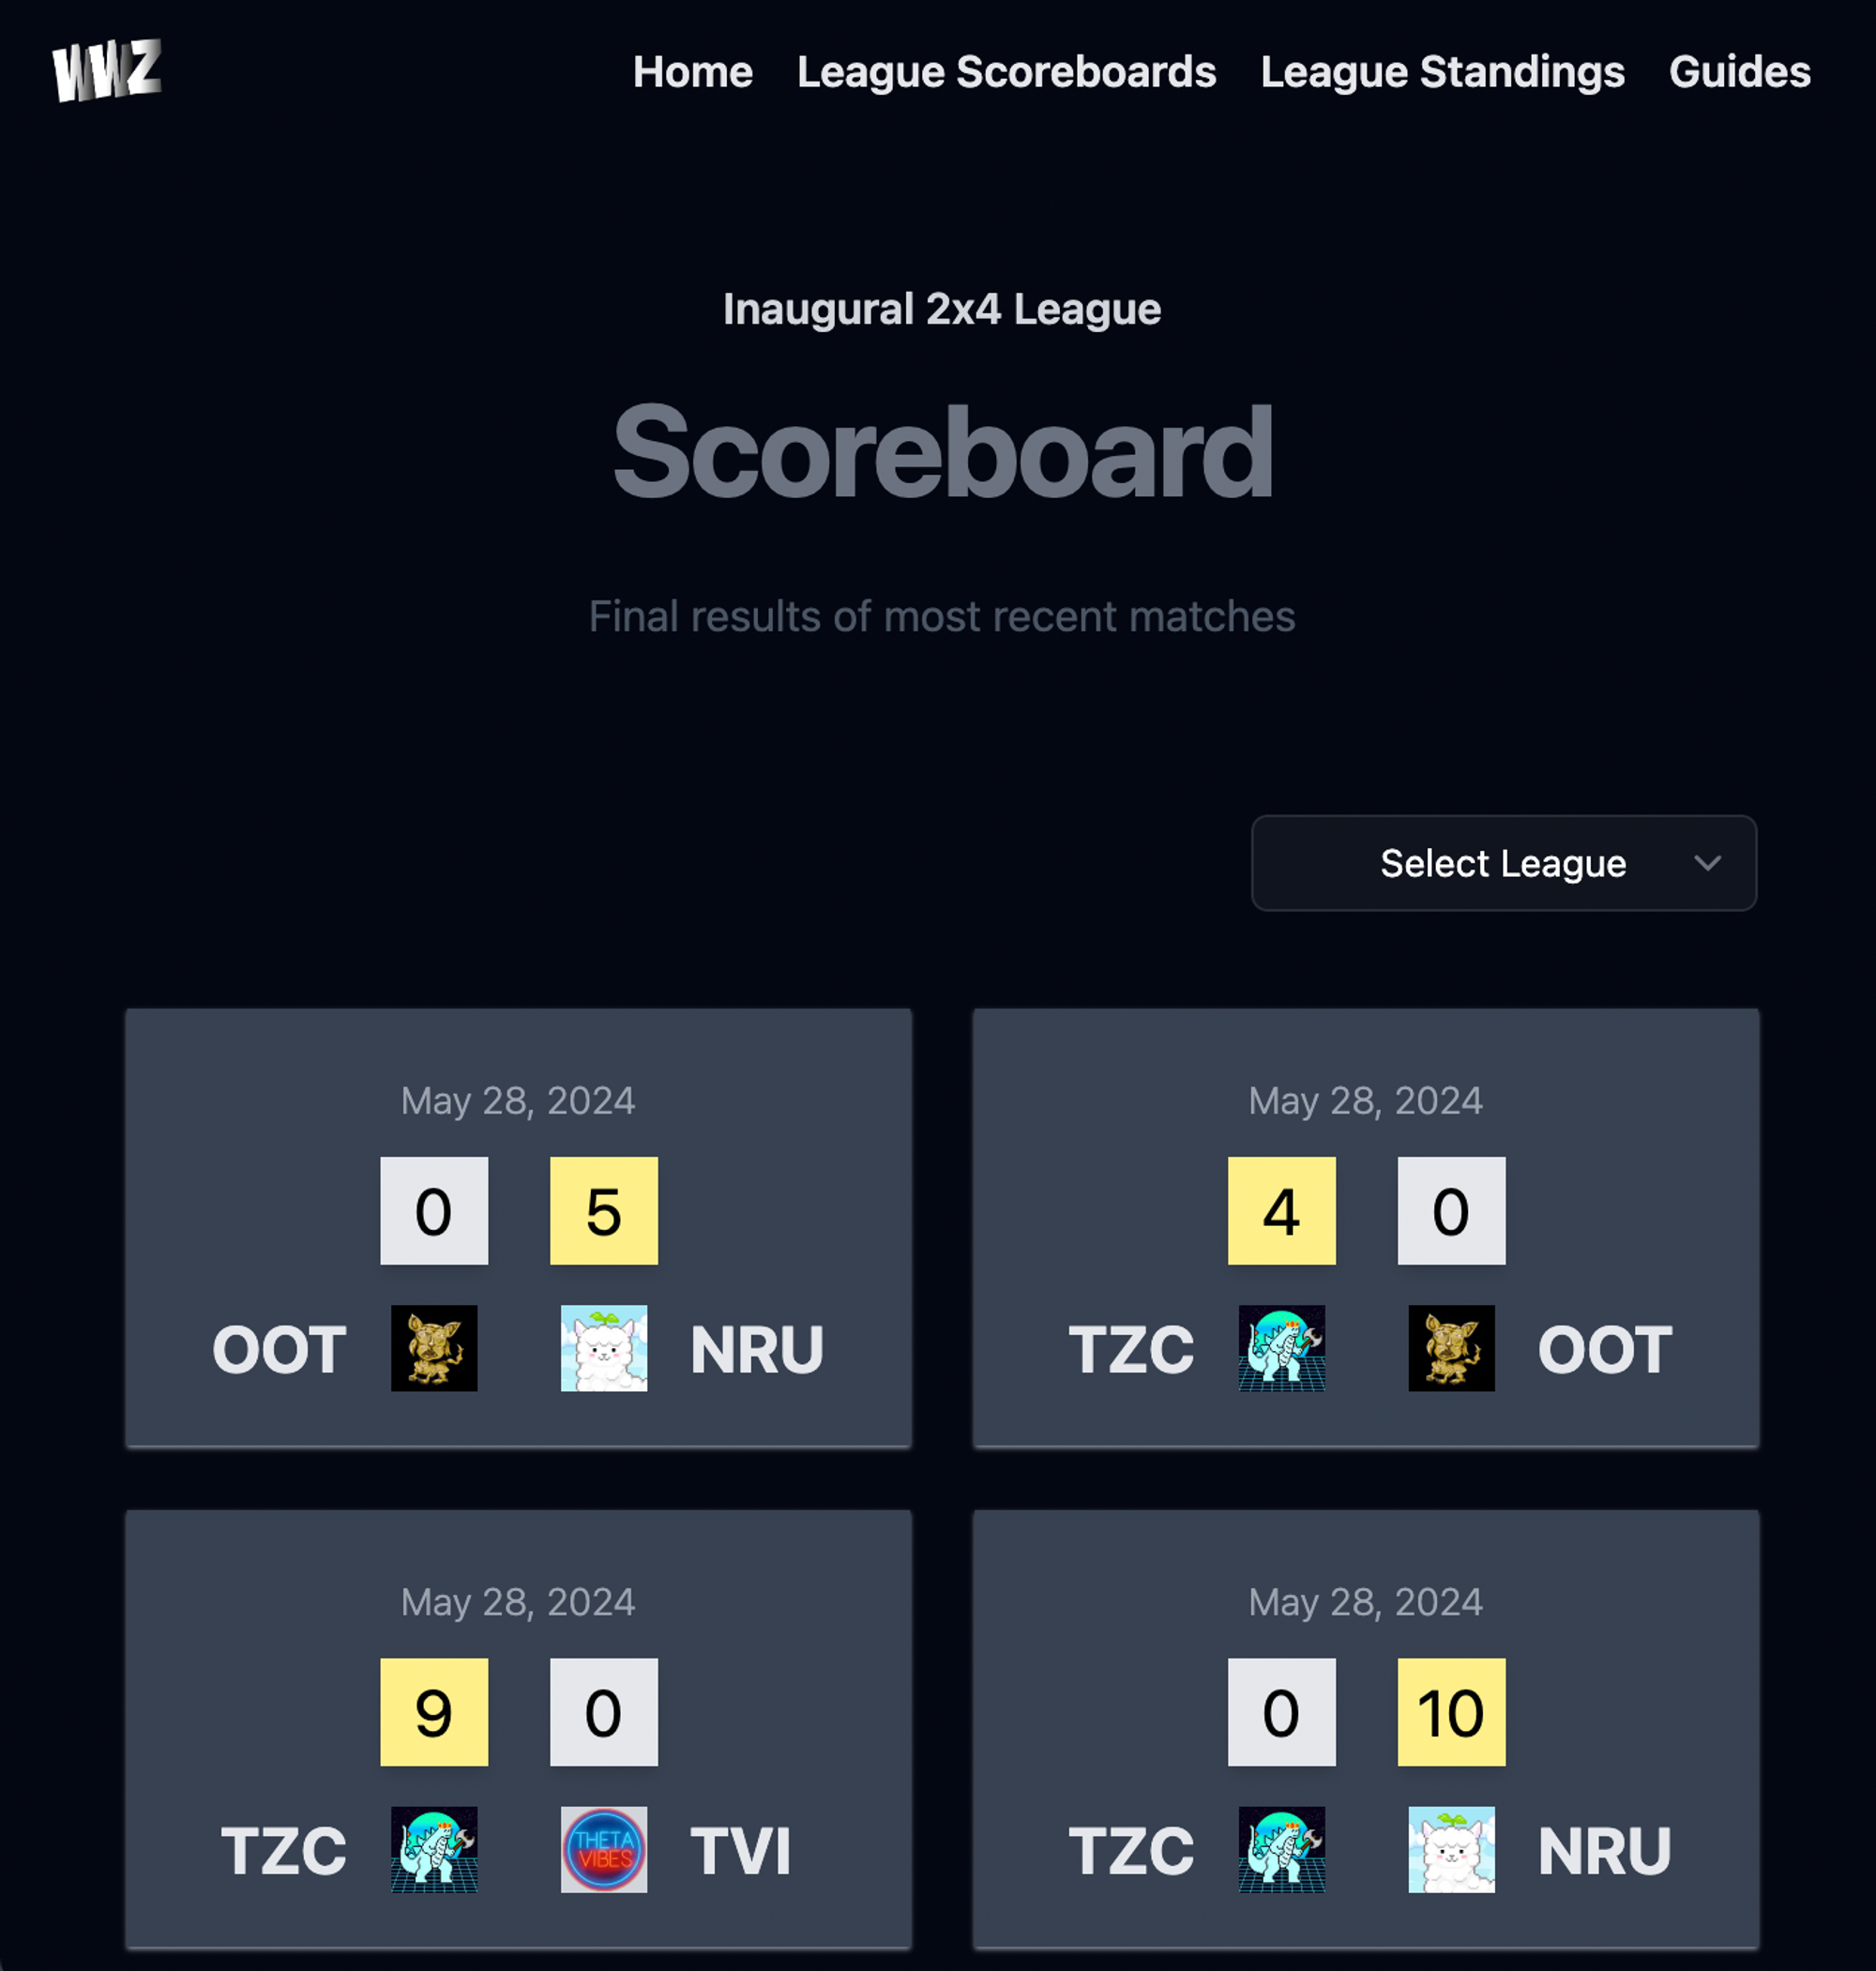 WWZ
Home League Scoreboards League Standings Guides
Inaugural 2x4 League
Scoreboard
Final results of most recent matches
Select League
May 28, 2024
0 5
OOT NRU
May 28, 2024
4 0
TZC OOT
May 28, 2024
9 0
TZC THETA VIBES TVI
May 28, 2024
0 10
TZC NRU